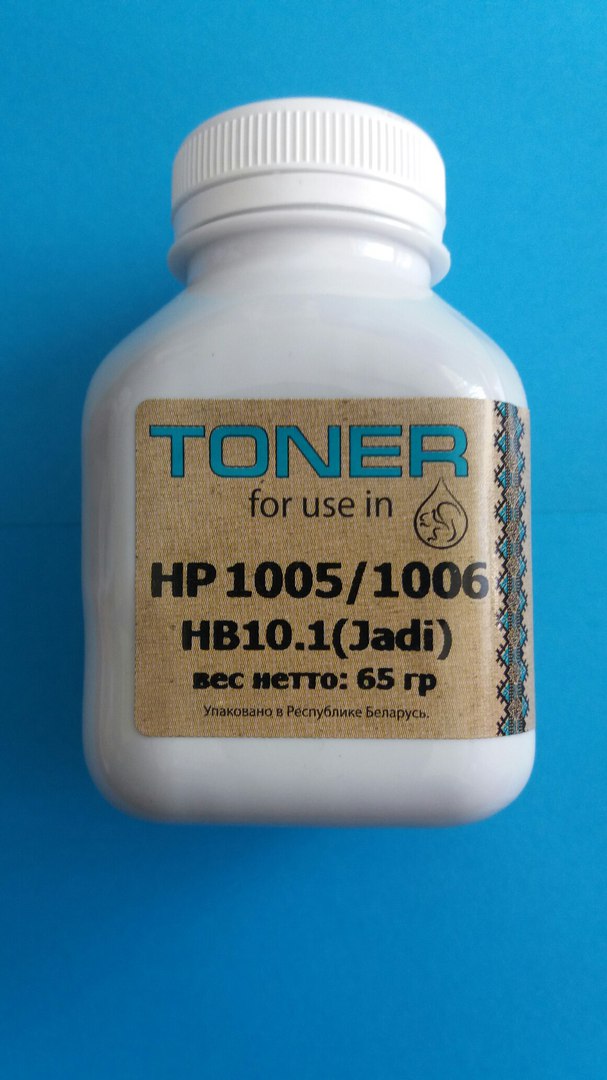 TONER
for use in
HP 1005/1006
HB10.1(Jadi)
вес нетто: 65 гр
Упаковано в Республике Беларусь.